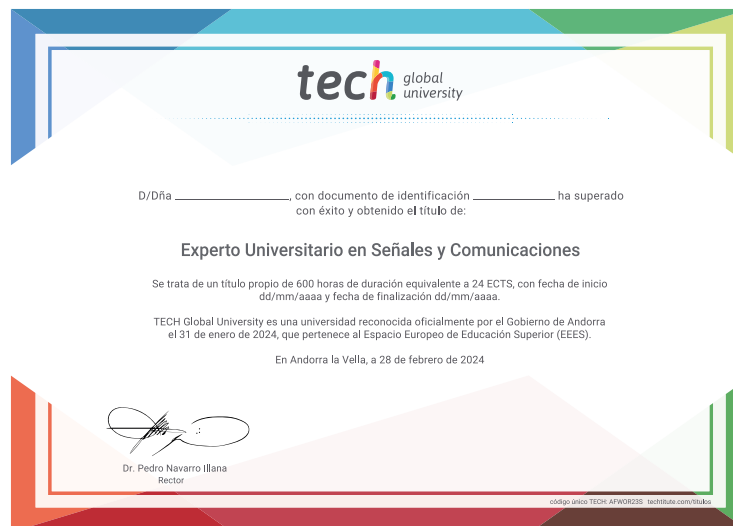 tech global university
D/Dña ____________________, con documento de identificación ______________ ha superado
con éxito y obtenido el título de:
Experto Universitario en Señales y Comunicaciones
Se trata de un título propio de 600 horas de duración equivalente a 24 ECTS, con fecha de inicio
dd/mm/aaaa y fecha de finalización dd/mm/aaaa.
TECH Global University es una universidad reconocida oficialmente por el Gobierno de Andorra
el 31 de enero de 2024, que pertenece al Espacio Europeo de Educación Superior (EEES).
En Andorra la Vella, a 28 de febrero de 2024
Dr. Pedro Navarro Illana
Rector
código único TECH: AFWOR23S techtitute.com/titulos